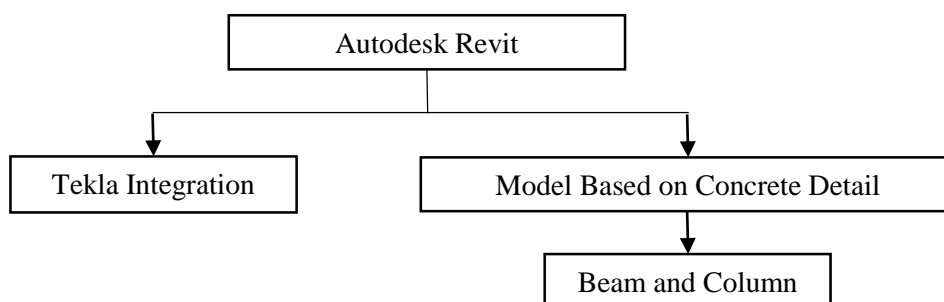 Autodesk Revit
Tekla Integration
Model Based on Concrete Detail
Beam and Column